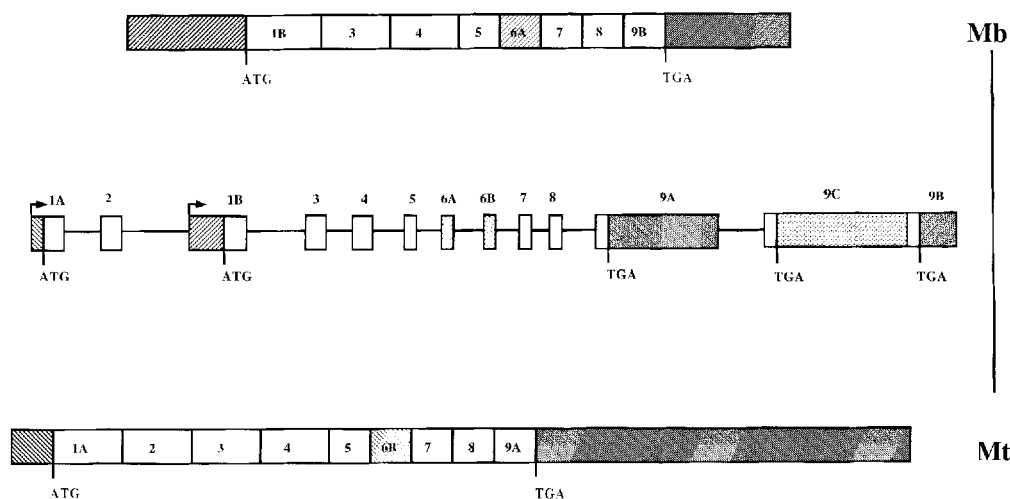 1B 3 4 5 6A 7 8 9B
Mb
ATG TGA
1A 2 1B 3 4 5 6A 6B 7 8 9A 9C 9B
ATG ATG TGA TGA TGA
1A 2 3 4 5 6B 7 8 9A
Mt
ATG TGA